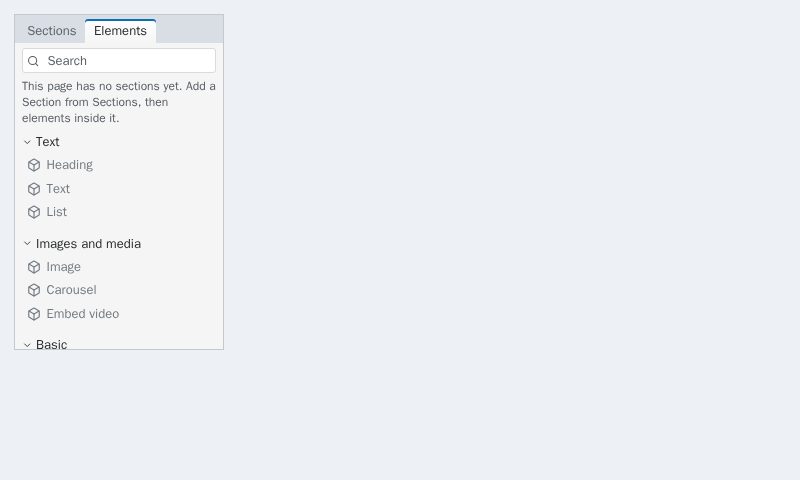 Sections Elements
Search
This page has no sections yet. Add a
Section from Sections, then
elements inside it.
Text
Heading
Text
List
Images and media
Image
Carousel
Embed video
Basic